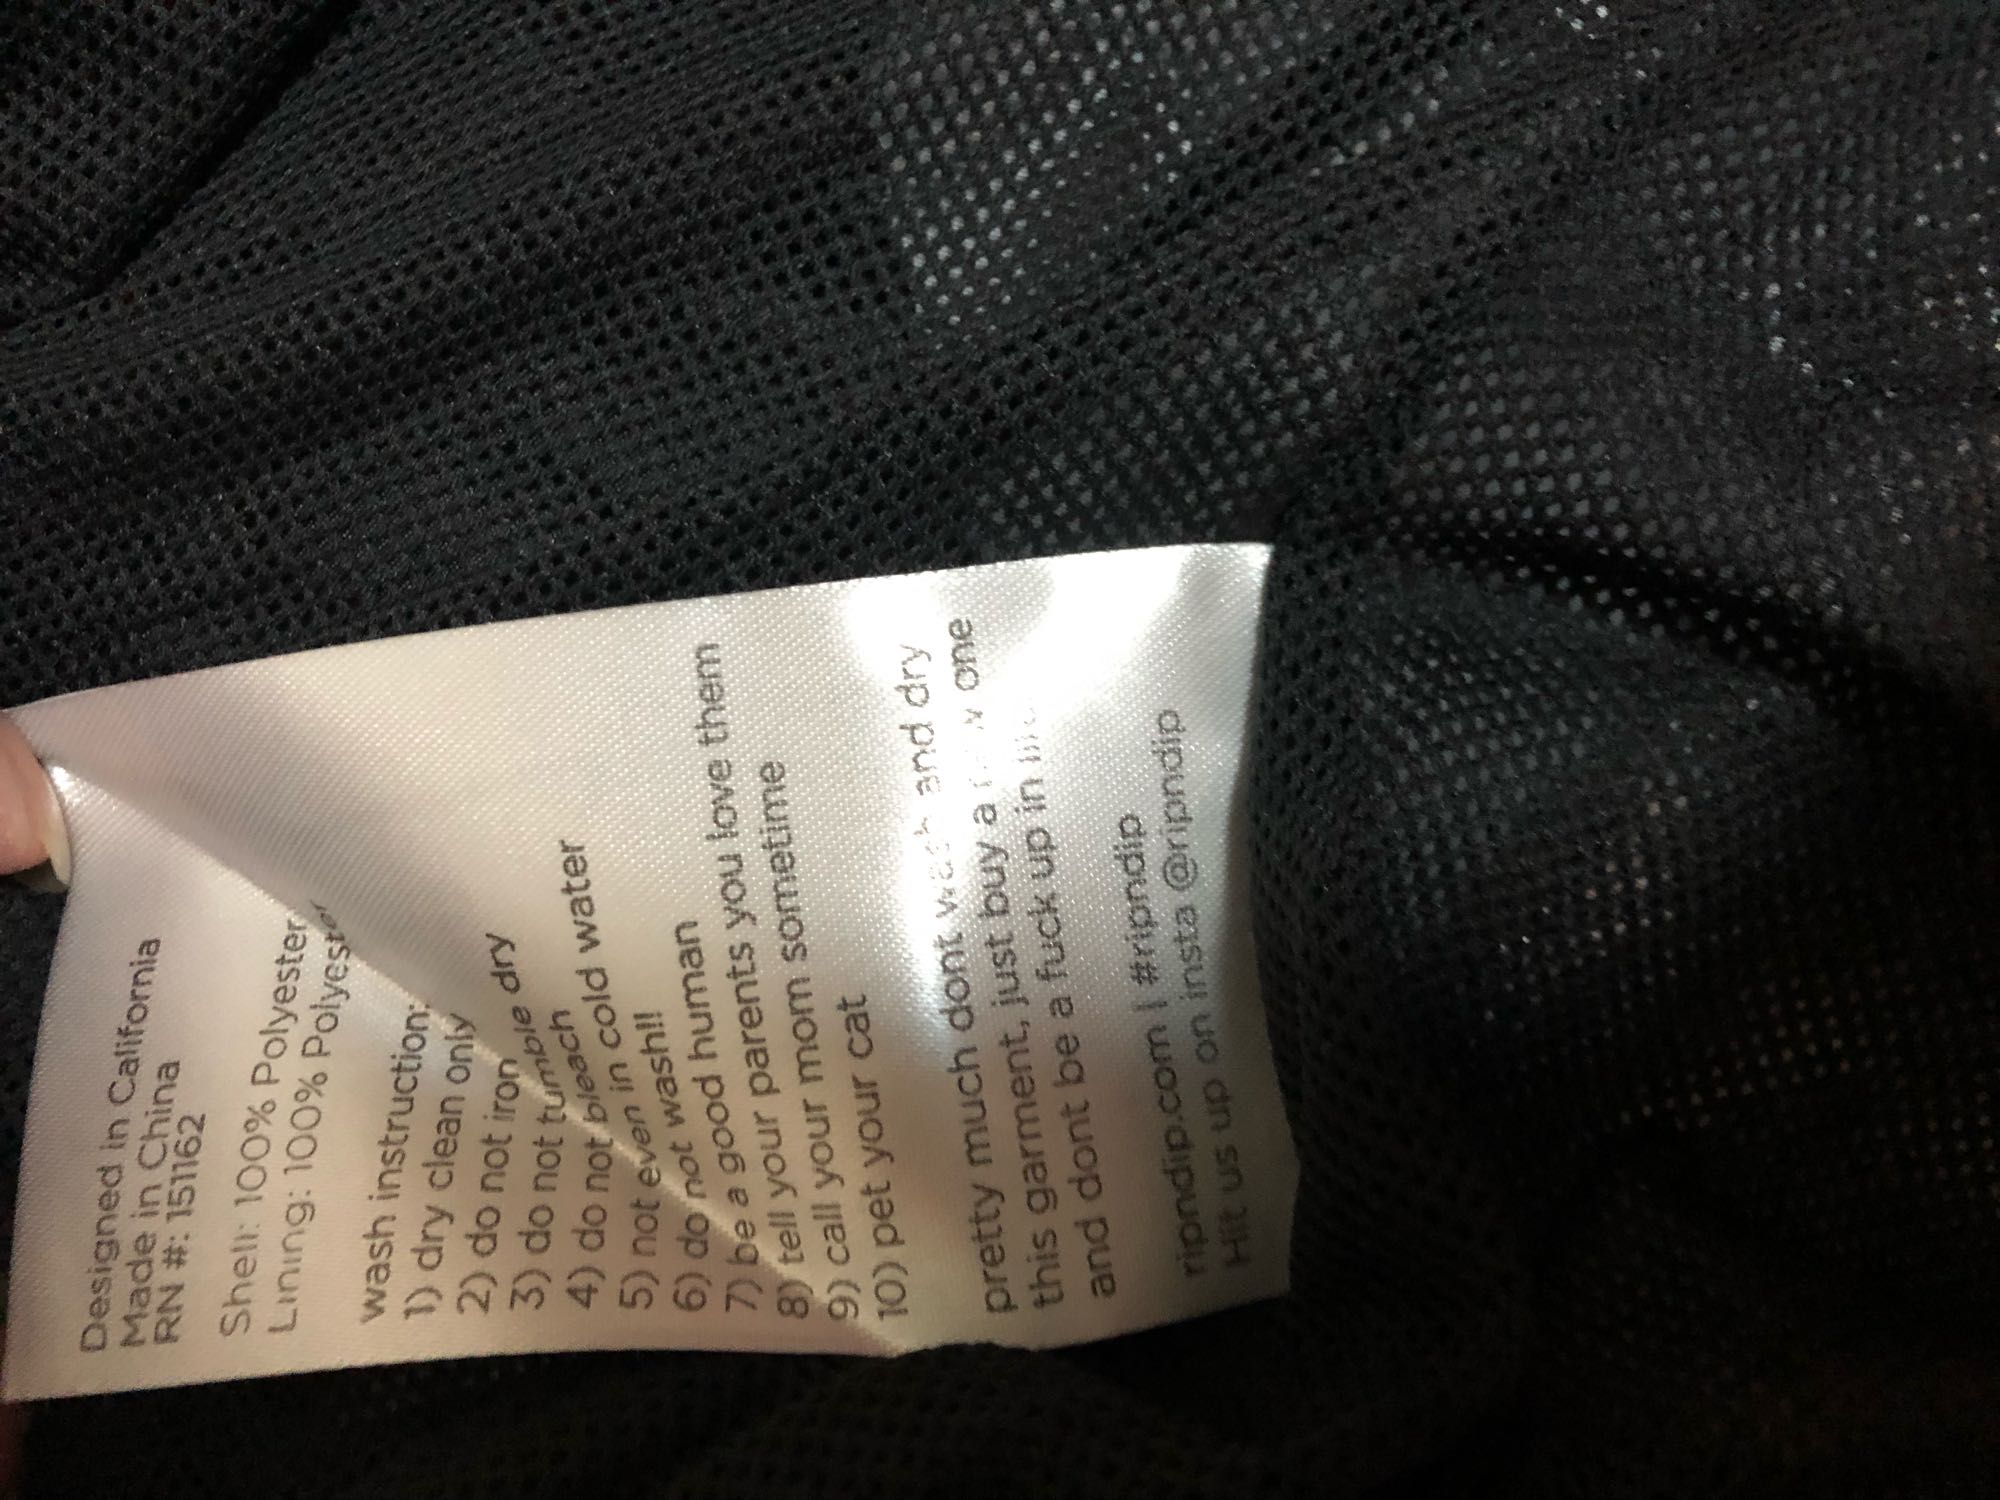 Designed in California
Made in China
RN #: 151162
Shell: 100% Polyester
Lining: 100% Polyester
wash instruction:
1) dry clean only
2) do not iron
3) do not tumble dry
4) do not bleach
5) not even in cold water
6) do not wash!!
7) be a good human
8) tell your parents you love them
9) call your mom sometime
10) pet your cat
pretty much dont wash and dry
this garment, just buy a new one
and dont be a fuck up in
ripndip.com | #ripndip
Hit us up on insta @ripndip